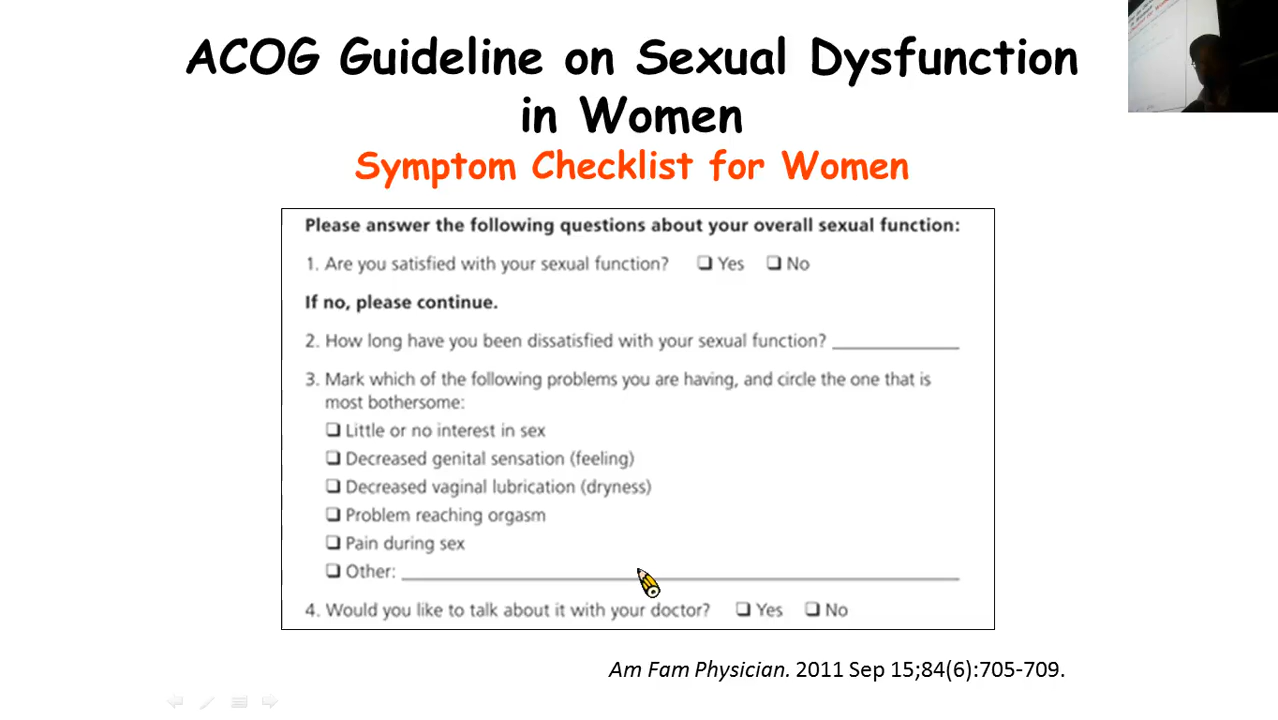 ACOG Guideline on Sexual Dysfunction
in Women
Symptom Checklist for Women
Please answer the following questions about your overall sexual function:
1. Are you satisfied with your sexual function? ❏ Yes ❏ No
If no, please continue.
2. How long have you been dissatisfied with your sexual function? ____________
3. Mark which of the following problems you are having, and circle the one that is
most bothersome:
❏ Little or no interest in sex
❏ Decreased genital sensation (feeling)
❏ Decreased vaginal lubrication (dryness)
❏ Problem reaching orgasm
❏ Pain during sex
❏ Other: ____________
4. Would you like to talk about it with your doctor? ❏ Yes ❏ No
Am Fam Physician. 2011 Sep 15;84(6):705-709.